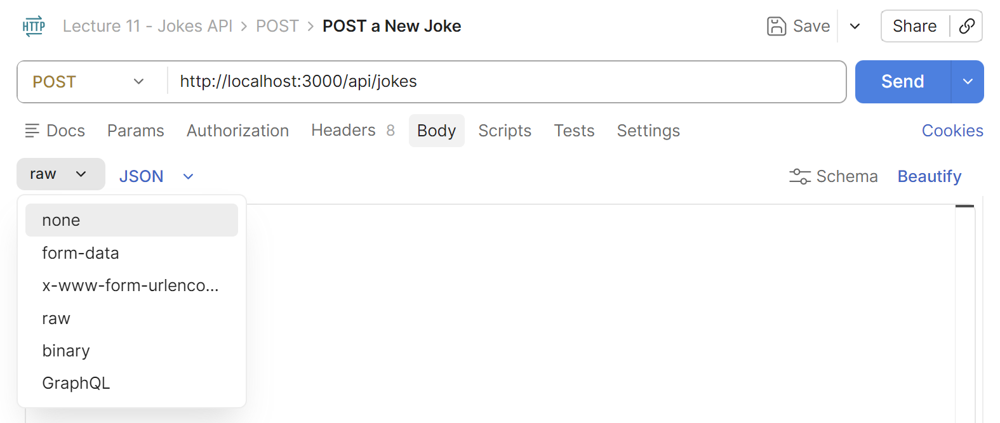 HTTP Lecture 11 - Jokes API > POST > POST a New Joke Save Share
POST http://localhost:3000/api/jokes Send
Docs Params Authorization Headers 8 Body Scripts Tests Settings Cookies
raw JSON Schema Beautify
none
form-data
x-www-form-urlenco...
raw
binary
GraphQL